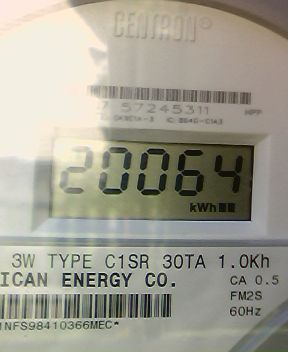 CENTRON®
57245311
20064
kWh
3W TYPE C1SR 30TA 1.0Kh
ICAN ENERGY CO.
CA 0.5
FM2S
60Hz
NFS98410366MEC*